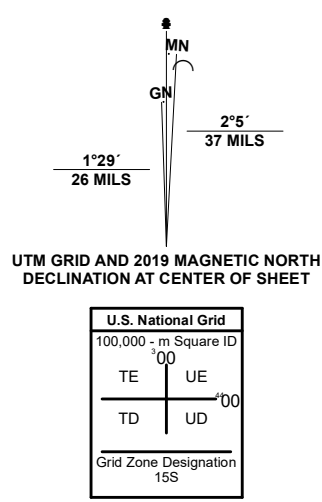 MN
GN
2°5´
37 MILS
1°29´
26 MILS
UTM GRID AND 2019 MAGNETIC NORTH
DECLINATION AT CENTER OF SHEET
U.S. National Grid
100,000 - m Square ID
³00
TE UE
⁴⁴00
TD UD
Grid Zone Designation
15S